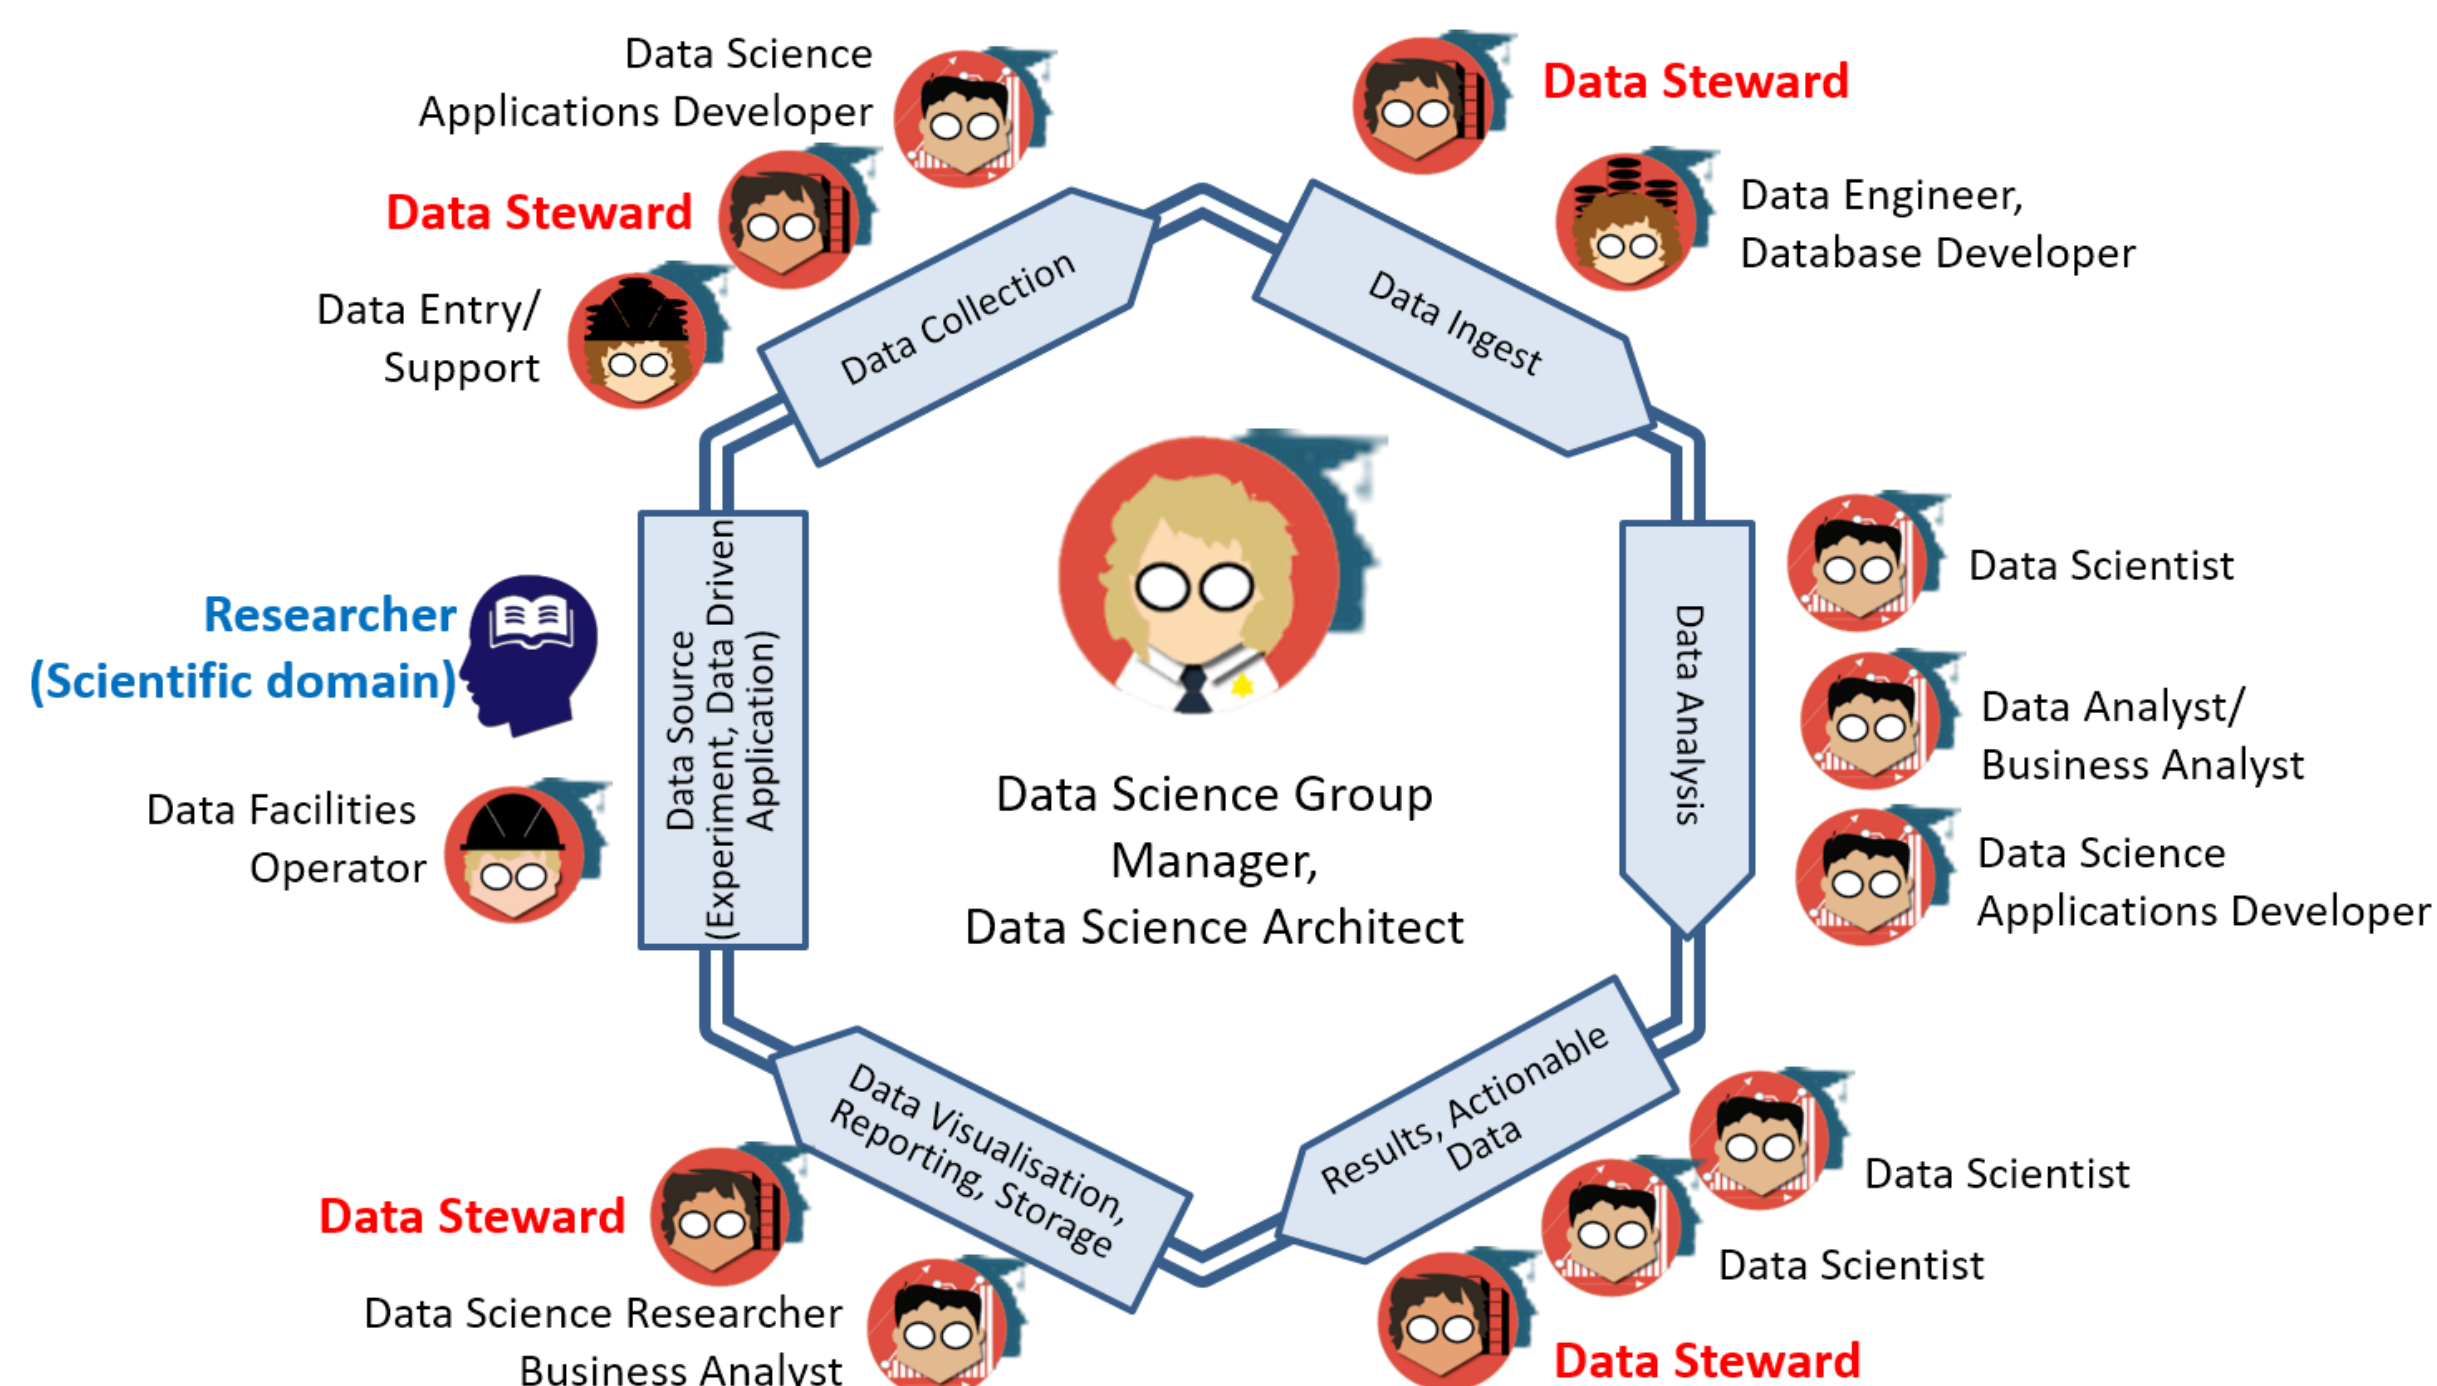 Data Science
Applications Developer
Data Steward
Data Entry/
Support
Data Steward
Data Engineer,
Database Developer
Data Collection
Data Ingest
Researcher
(Scientific domain)
Data Facilities
Operator
Data Source
(Experiment, Data Driven
Application)
Data Science Group
Manager,
Data Science Architect
Data Analysis
Data Scientist
Data Analyst/
Business Analyst
Data Science
Applications Developer
Results, Actionable
Data
Data Scientist
Data Scientist
Data Steward
Data Visualisation,
Reporting, Storage
Data Steward
Data Science Researcher
Business Analyst